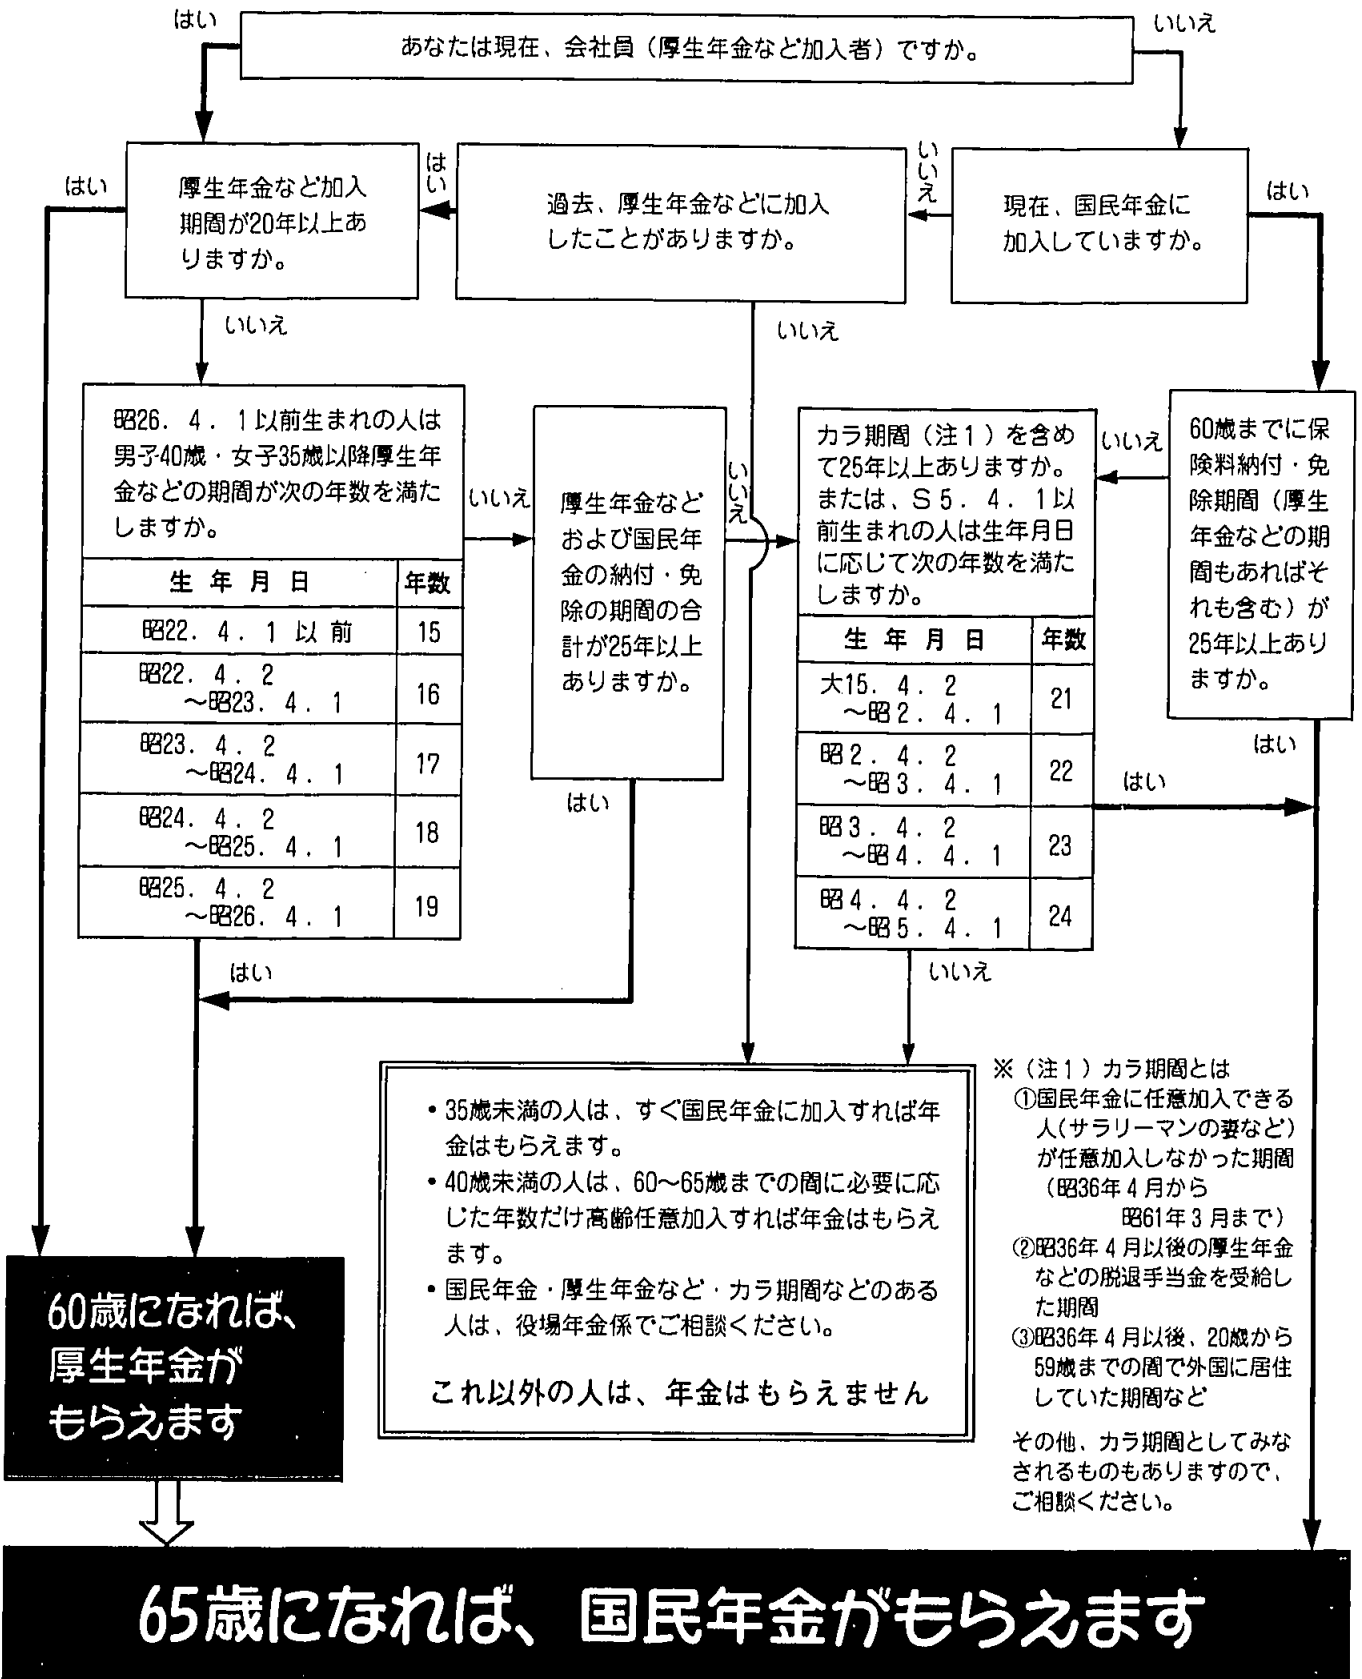 はい
いいえ
あなたは現在、会社員（厚生年金など加入者）ですか。
はい
厚生年金など加入
期間が20年以上あ
りますか。
はい
過去、厚生年金などに加入
したことがありますか。
いいえ
現在、国民年金に
加入していますか。
はい
いいえ
いいえ
昭26．4．1以前生まれの人は
男子40歳・女子35歳以降厚生年
金などの期間が次の年数を満た
しますか。
生年月日 年数
昭22．4．1以前 15
昭22．4．2
～昭23．4．1 16
昭23．4．2
～昭24．4．1 17
昭24．4．2
～昭25．4．1 18
昭25．4．2
～昭26．4．1 19
いいえ
厚生年金など
および国民年
金の納付・免
除の期間の合
計が25年以上
ありますか。
いいえ
はい
カラ期間（注1）を含め
て25年以上ありますか。
または、S5．4．1以
前生まれの人は生年月日
に応じて次の年数を満た
しますか。
生年月日 年数
大15．4．2
～昭2．4．1 21
昭2．4．2
～昭3．4．1 22
昭3．4．2
～昭4．4．1 23
昭4．4．2
～昭5．4．1 24
いいえ
60歳までに保
険料納付・免
除期間（厚生
年金などの期
間もあればそ
れも含む）が
25年以上あり
ますか。
はい
はい
はい
いいえ
・35歳未満の人は、すぐ国民年金に加入すれば年
金はもらえます。
・40歳未満の人は、60～65歳までの間に必要に応
じた年数だけ高齢任意加入すれば年金はもらえ
ます。
・国民年金・厚生年金など・カラ期間などのある
人は、役場年金係でご相談ください。
これ以外の人は、年金はもらえません
※（注1）カラ期間とは
①国民年金に任意加入できる
人(サラリーマンの妻など)
が任意加入しなかった期間
（昭36年4月から
昭61年3月まで）
②昭36年4月以後の厚生年金
などの脱退手当金を受給し
た期間
③昭36年4月以後、20歳から
59歳までの間で外国に居住
していた期間など
その他、カラ期間としてみな
されるものもありますので、
ご相談ください。
60歳になれば、
厚生年金が
もらえます
65歳になれば、国民年金がもらえます